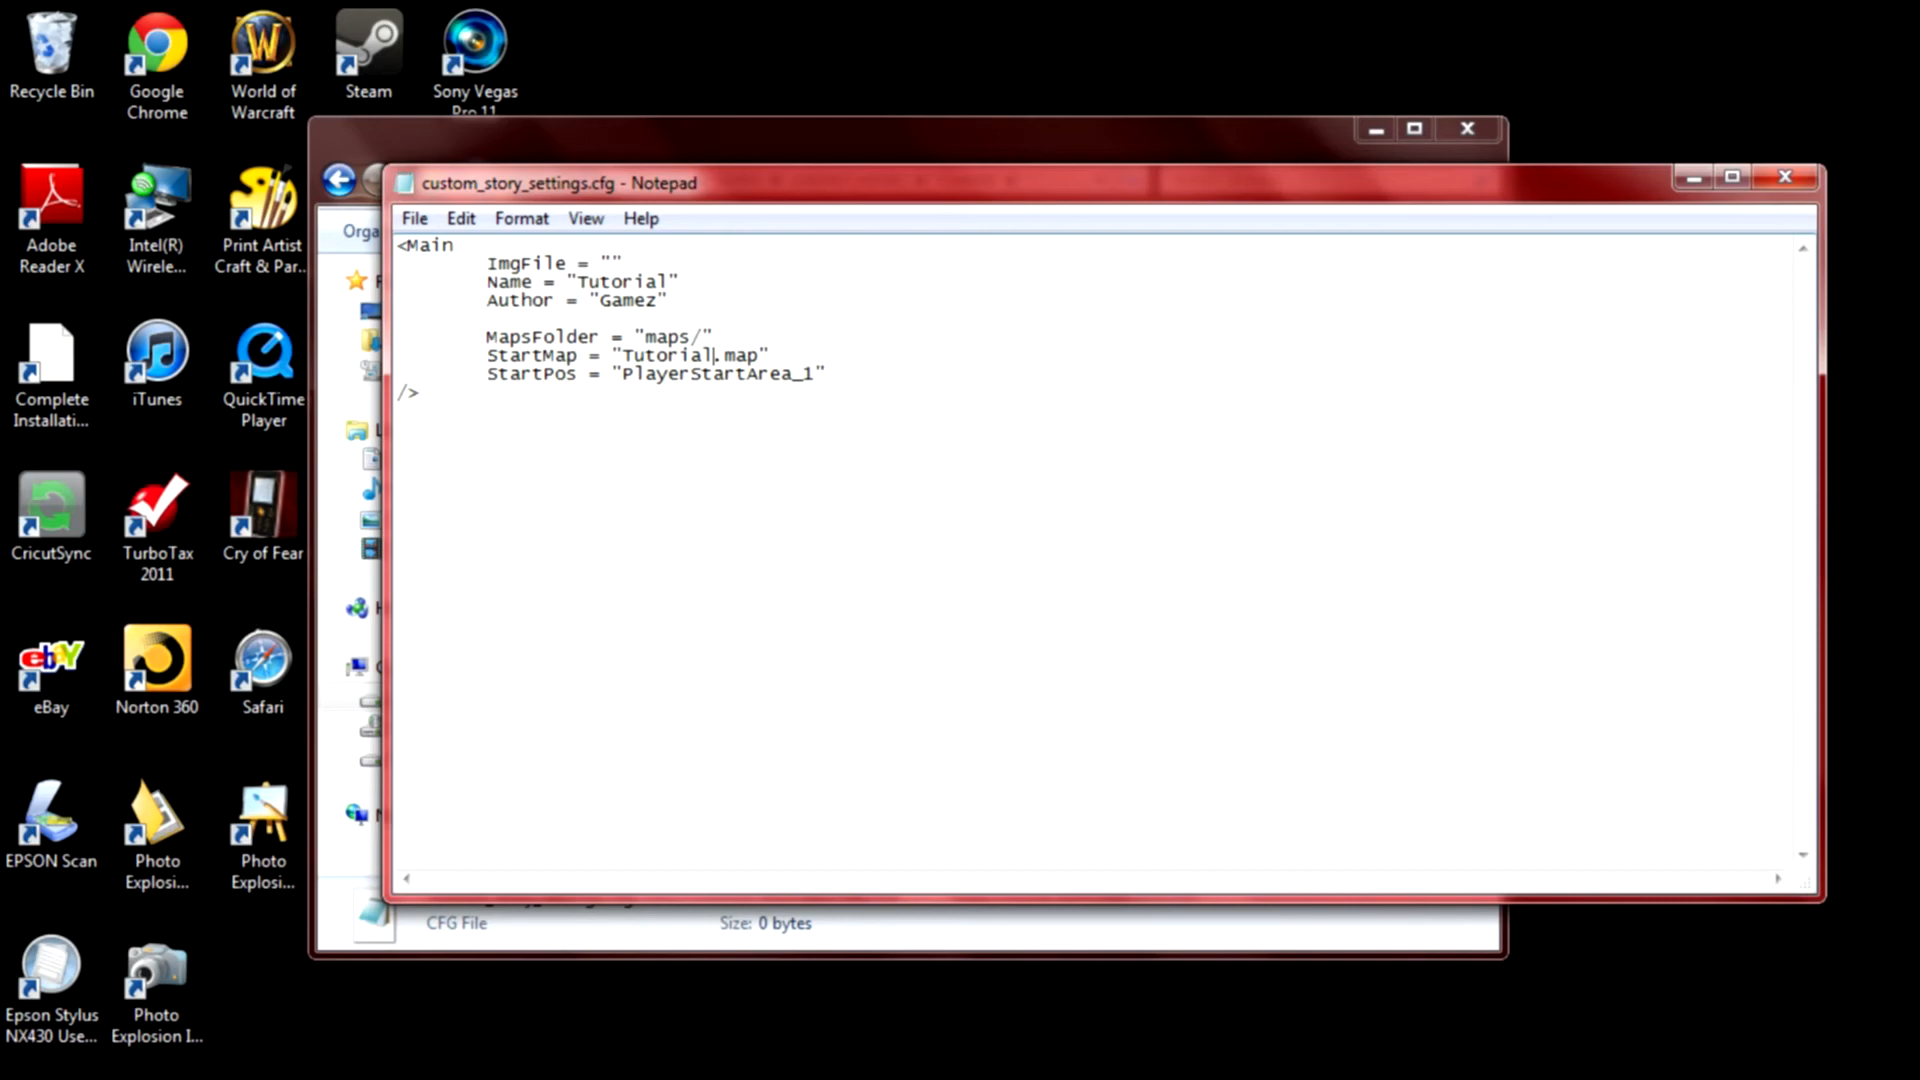 Recycle Bin
Google
Chrome
World of
Warcraft
Steam
Sony Vegas
Pro 11
Adobe
Reader X
Intel(R)
Wirele...
Print Artist
Craft & Par...
Complete
Installati...
iTunes
QuickTime
Player
CricutSync
TurboTax
2011
Cry of Fear
eBay
Norton 360
Safari
EPSON Scan
Photo
Explosi...
Photo
Explosi...
Epson Stylus
NX430 Use...
Photo
Explosion I...
custom_story_settings.cfg - Notepad
File Edit Format View Help
Orga
<Main
ImgFile = ""
Name = "Tutorial"
Author = "Gamez"
MapsFolder = "maps/"
StartMap = "Tutorial.map"
StartPos = "PlayerStartArea_1"
/>
CFG File
Size: 0 bytes